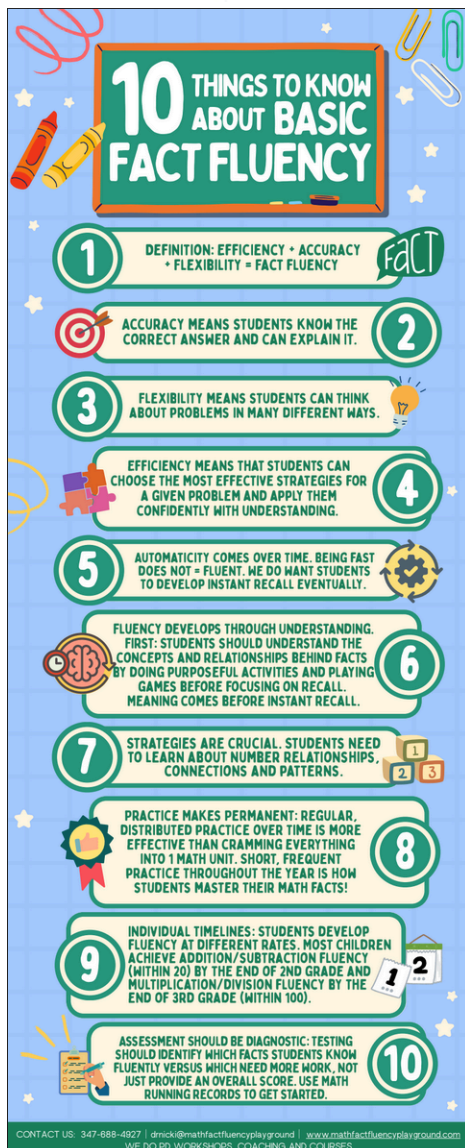 10 THINGS TO KNOW
ABOUT BASIC
FACT FLUENCY
1
DEFINITION: EFFICIENCY + ACCURACY
+ FLEXIBILITY = FACT FLUENCY
FACT
ACCURACY MEANS STUDENTS KNOW THE
CORRECT ANSWER AND CAN EXPLAIN IT.
2
3
FLEXIBILITY MEANS STUDENTS CAN THINK
ABOUT PROBLEMS IN MANY DIFFERENT WAYS.
EFFICIENCY MEANS THAT STUDENTS CAN
CHOOSE THE MOST EFFECTIVE STRATEGIES FOR
A GIVEN PROBLEM AND APPLY THEM
CONFIDENTLY WITH UNDERSTANDING.
4
5
AUTOMATICITY COMES OVER TIME. BEING FAST
DOES NOT = FLUENT. WE DO WANT STUDENTS
TO DEVELOP INSTANT RECALL EVENTUALLY.
FLUENCY DEVELOPS THROUGH UNDERSTANDING.
FIRST: STUDENTS SHOULD UNDERSTAND THE
CONCEPTS AND RELATIONSHIPS BEHIND FACTS
BY DOING PURPOSEFUL ACTIVITIES AND PLAYING
GAMES BEFORE FOCUSING ON RECALL.
MEANING COMES BEFORE INSTANT RECALL.
6
7
STRATEGIES ARE CRUCIAL. STUDENTS NEED
TO LEARN ABOUT NUMBER RELATIONSHIPS,
CONNECTIONS AND PATTERNS.
1
2 3
PRACTICE MAKES PERMANENT: REGULAR,
DISTRIBUTED PRACTICE OVER TIME IS MORE
EFFECTIVE THAN CRAMMING EVERYTHING
INTO 1 MATH UNIT. SHORT, FREQUENT
PRACTICE THROUGHOUT THE YEAR IS HOW
STUDENTS MASTER THEIR MATH FACTS!
8
9
INDIVIDUAL TIMELINES: STUDENTS DEVELOP
FLUENCY AT DIFFERENT RATES. MOST CHILDREN
ACHIEVE ADDITION/SUBTRACTION FLUENCY
(WITHIN 20) BY THE END OF 2ND GRADE AND
MULTIPLICATION/DIVISION FLUENCY BY THE
END OF 3RD GRADE (WITHIN 100).
1 2
ASSESSMENT SHOULD BE DIAGNOSTIC: TESTING
SHOULD IDENTIFY WHICH FACTS STUDENTS KNOW
FLUENTLY VERSUS WHICH NEED MORE WORK, NOT
JUST PROVIDE AN OVERALL SCORE. USE MATH
RUNNING RECORDS TO GET STARTED.
10
CONTACT US: 347-688-4927 | drnicki@mathfactfluencyplayground | www.mathfactfluencyplayground.com
WE DO PD, WORKSHOPS, COACHING AND COURSES